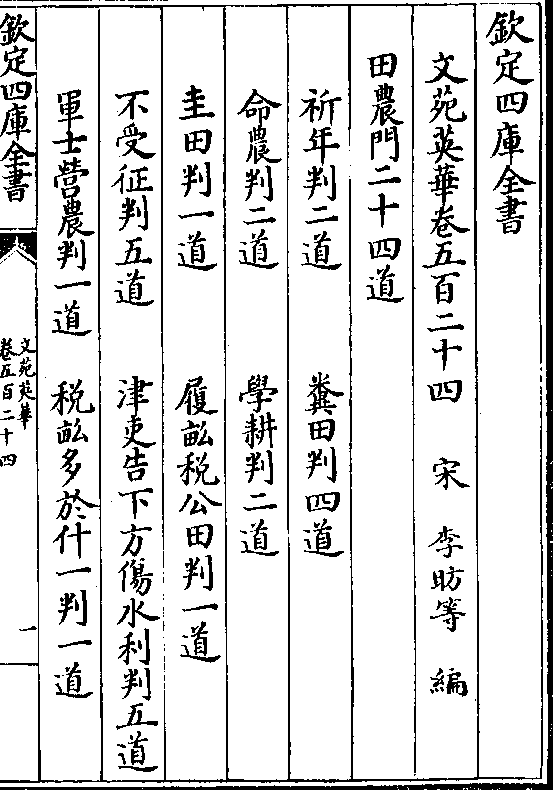 欽定四庫全書
文苑英華卷五百二十四 宋 李昉等 編
田農門二十四道
祈年判二道 糞田判四道
命農判二道 學耕判二道
圭田判一道 履畝税公田判一道
不受征判五道 津吏告下方傷水利判五道
軍士營農判一道 税畝多於什一判一道
欽定四庫全書
文苑英華
卷五百二十四
一